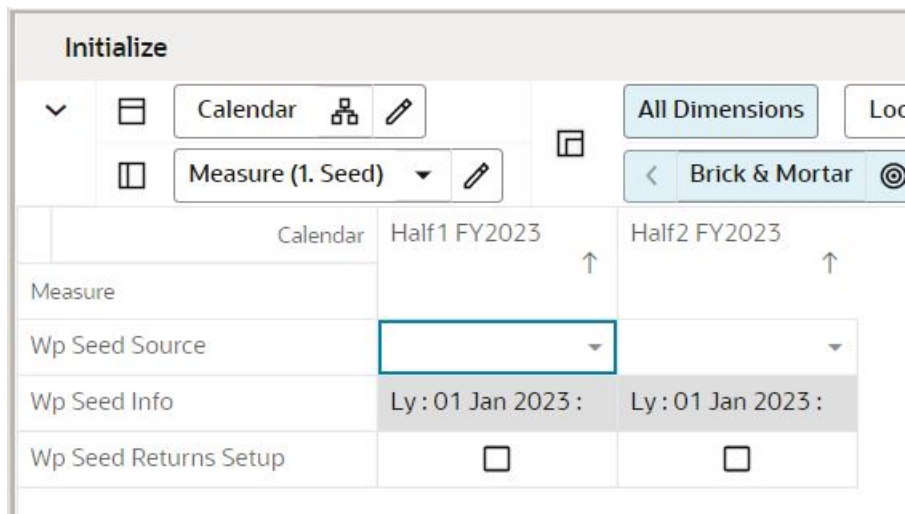 Initialize
Calendar
All Dimensions
Measure (1. Seed)
Brick & Mortar
Calendar Half1 FY2023 Half2 FY2023
Measure
Wp Seed Source
Wp Seed Info Ly : 01 Jan 2023 : Ly : 01 Jan 2023 :
Wp Seed Returns Setup